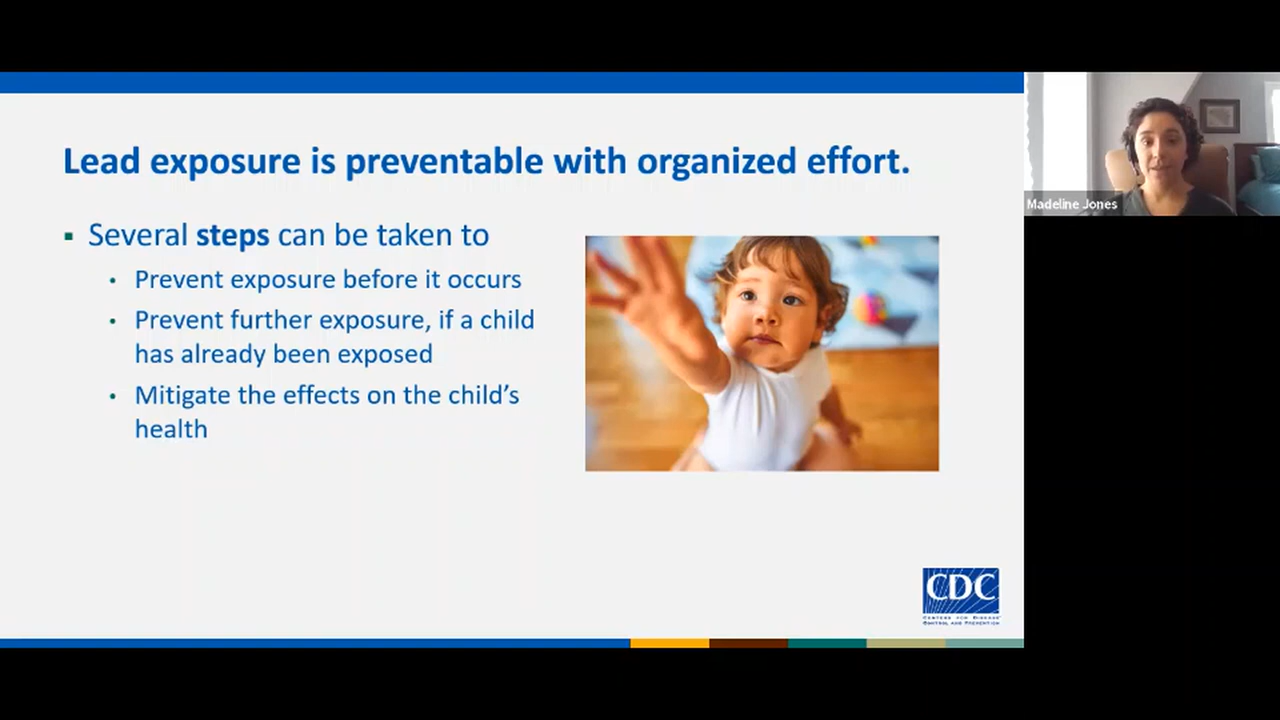 Lead exposure is preventable with organized effort.
Several steps can be taken to
Prevent exposure before it occurs
Prevent further exposure, if a child
has already been exposed
Mitigate the effects on the child’s
health
Madeline Jones
CDC
CENTERS FOR DISEASE
CONTROL AND PREVENTION